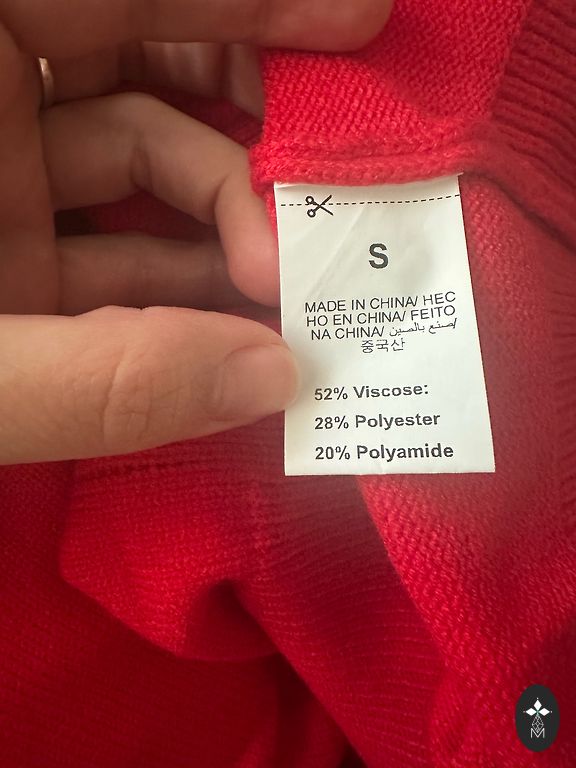 S
MADE IN CHINA/ HEC
HO EN CHINA/ FEITO
NA CHINA/ صنع بالصين/
중국산
52% Viscose:
28% Polyester
20% Polyamide
M